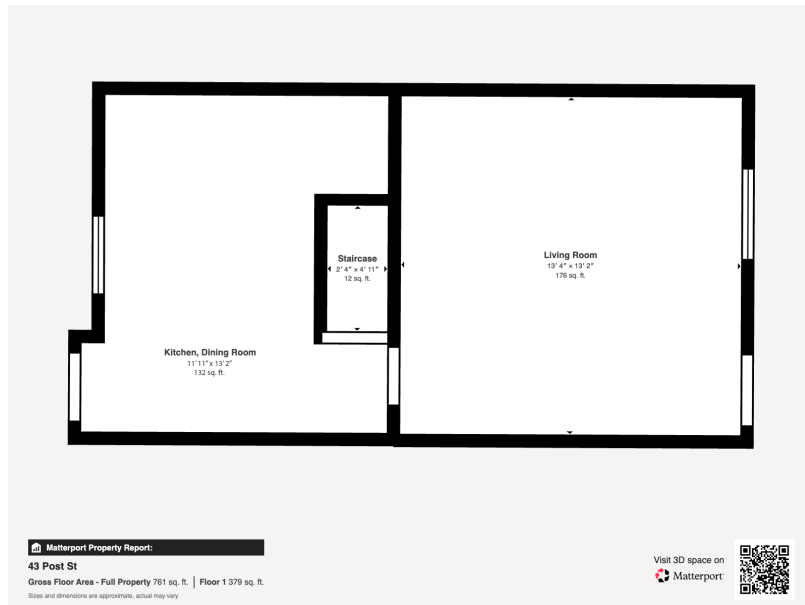 Staircase
2' 4" × 4' 11"
12 sq. ft.
Living Room
13' 4" × 13' 2"
176 sq. ft.
Kitchen, Dining Room
11'11" x 13'2"
132 sq. ft.
Matterport Property Report:
43 Post St
Gross Floor Area - Full Property 761 sq. ft. | Floor 1 379 sq. ft.
Sizes and dimensions are approximate, actual may vary
Visit 3D space on
Matterport